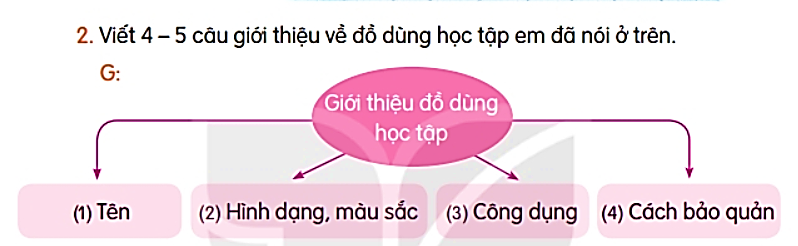 2. Viết 4 – 5 câu giới thiệu về đồ dùng học tập em đã nói ở trên.
G:
Giới thiệu đồ dùng
học tập
(1) Tên
(2) Hình dạng, màu sắc
(3) Công dụng
(4) Cách bảo quản